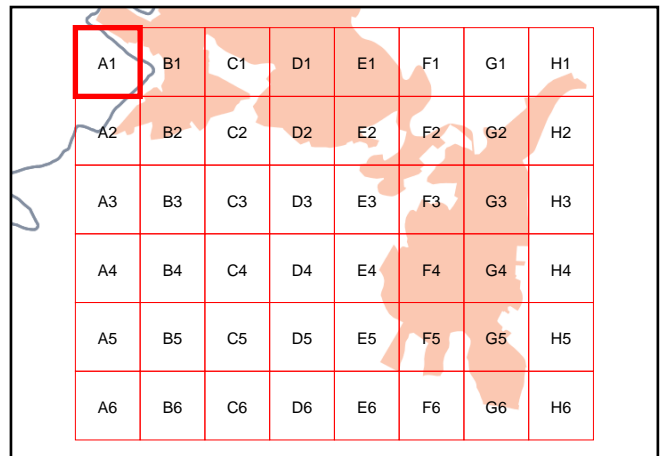 A1 B1 C1 D1 E1 F1 G1 H1
A2 B2 C2 D2 E2 F2 G2 H2
A3 B3 C3 D3 E3 F3 G3 H3
A4 B4 C4 D4 E4 F4 G4 H4
A5 B5 C5 D5 E5 F5 G5 H5
A6 B6 C6 D6 E6 F6 G6 H6